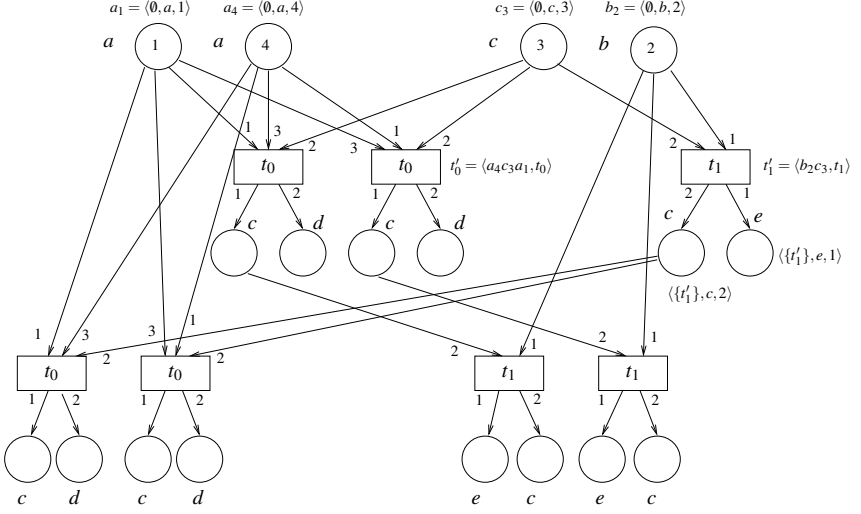 a₁ = ⟨∅, a, 1⟩ a₄ = ⟨∅, a, 4⟩ c₃ = ⟨∅, c, 3⟩ b₂ = ⟨∅, b, 2⟩
a 1 a 4 c 3 b 2
1 3 2 3 1 2 2 1
t₀ t₀ t′₀ = ⟨a₄c₃a₁, t₀⟩ t₁ t′₁ = ⟨b₂c₃, t₁⟩
1 2 1 2 2 1
c d c d c e
⟨{t′₁}, e, 1⟩
⟨{t′₁}, c, 2⟩
1 3 2 3 1 2 2 1 2 1
t₀ t₀ t₁ t₁
1 2 1 2 1 2 1 2
c d c d e c e c